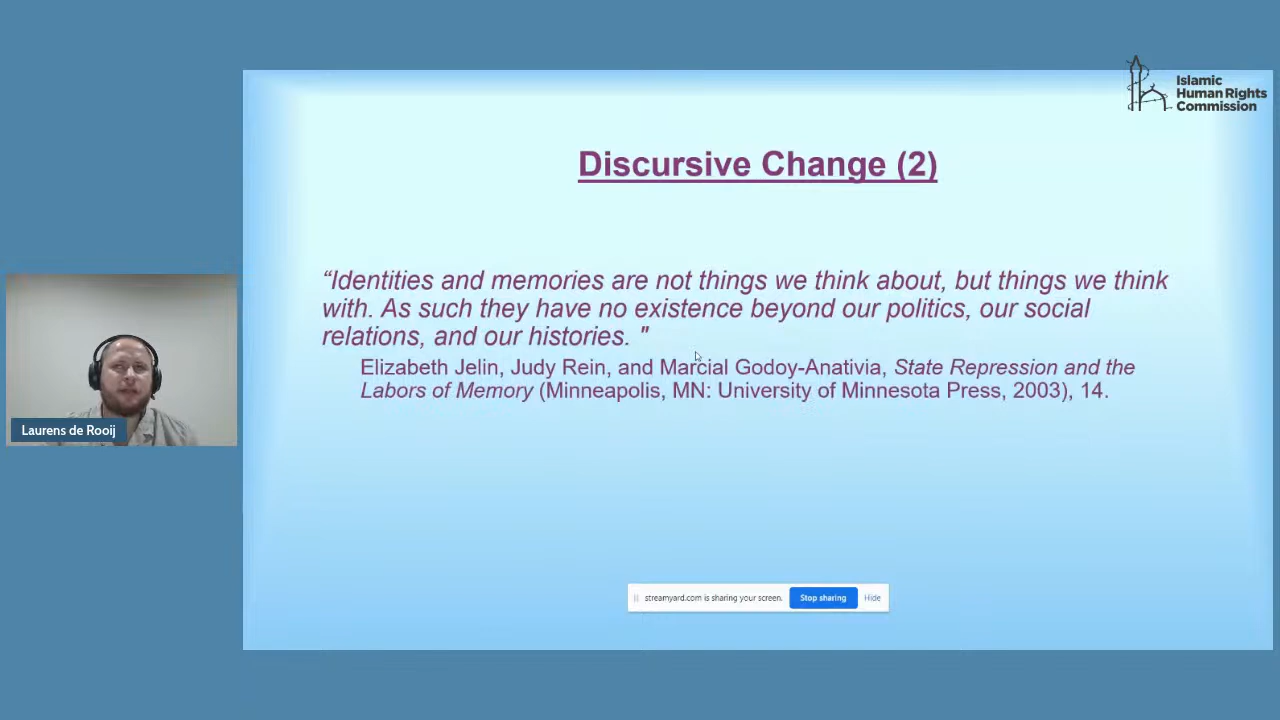 Islamic
Human Rights
Commission
Discursive Change (2)
“Identities and memories are not things we think about, but things we think
with. As such they have no existence beyond our politics, our social
relations, and our histories. "
Elizabeth Jelin, Judy Rein, and Marcial Godoy-Anativia, State Repression and the
Labors of Memory (Minneapolis, MN: University of Minnesota Press, 2003), 14.
Laurens de Rooij
streamyard.com is sharing your screen. Stop sharing Hide